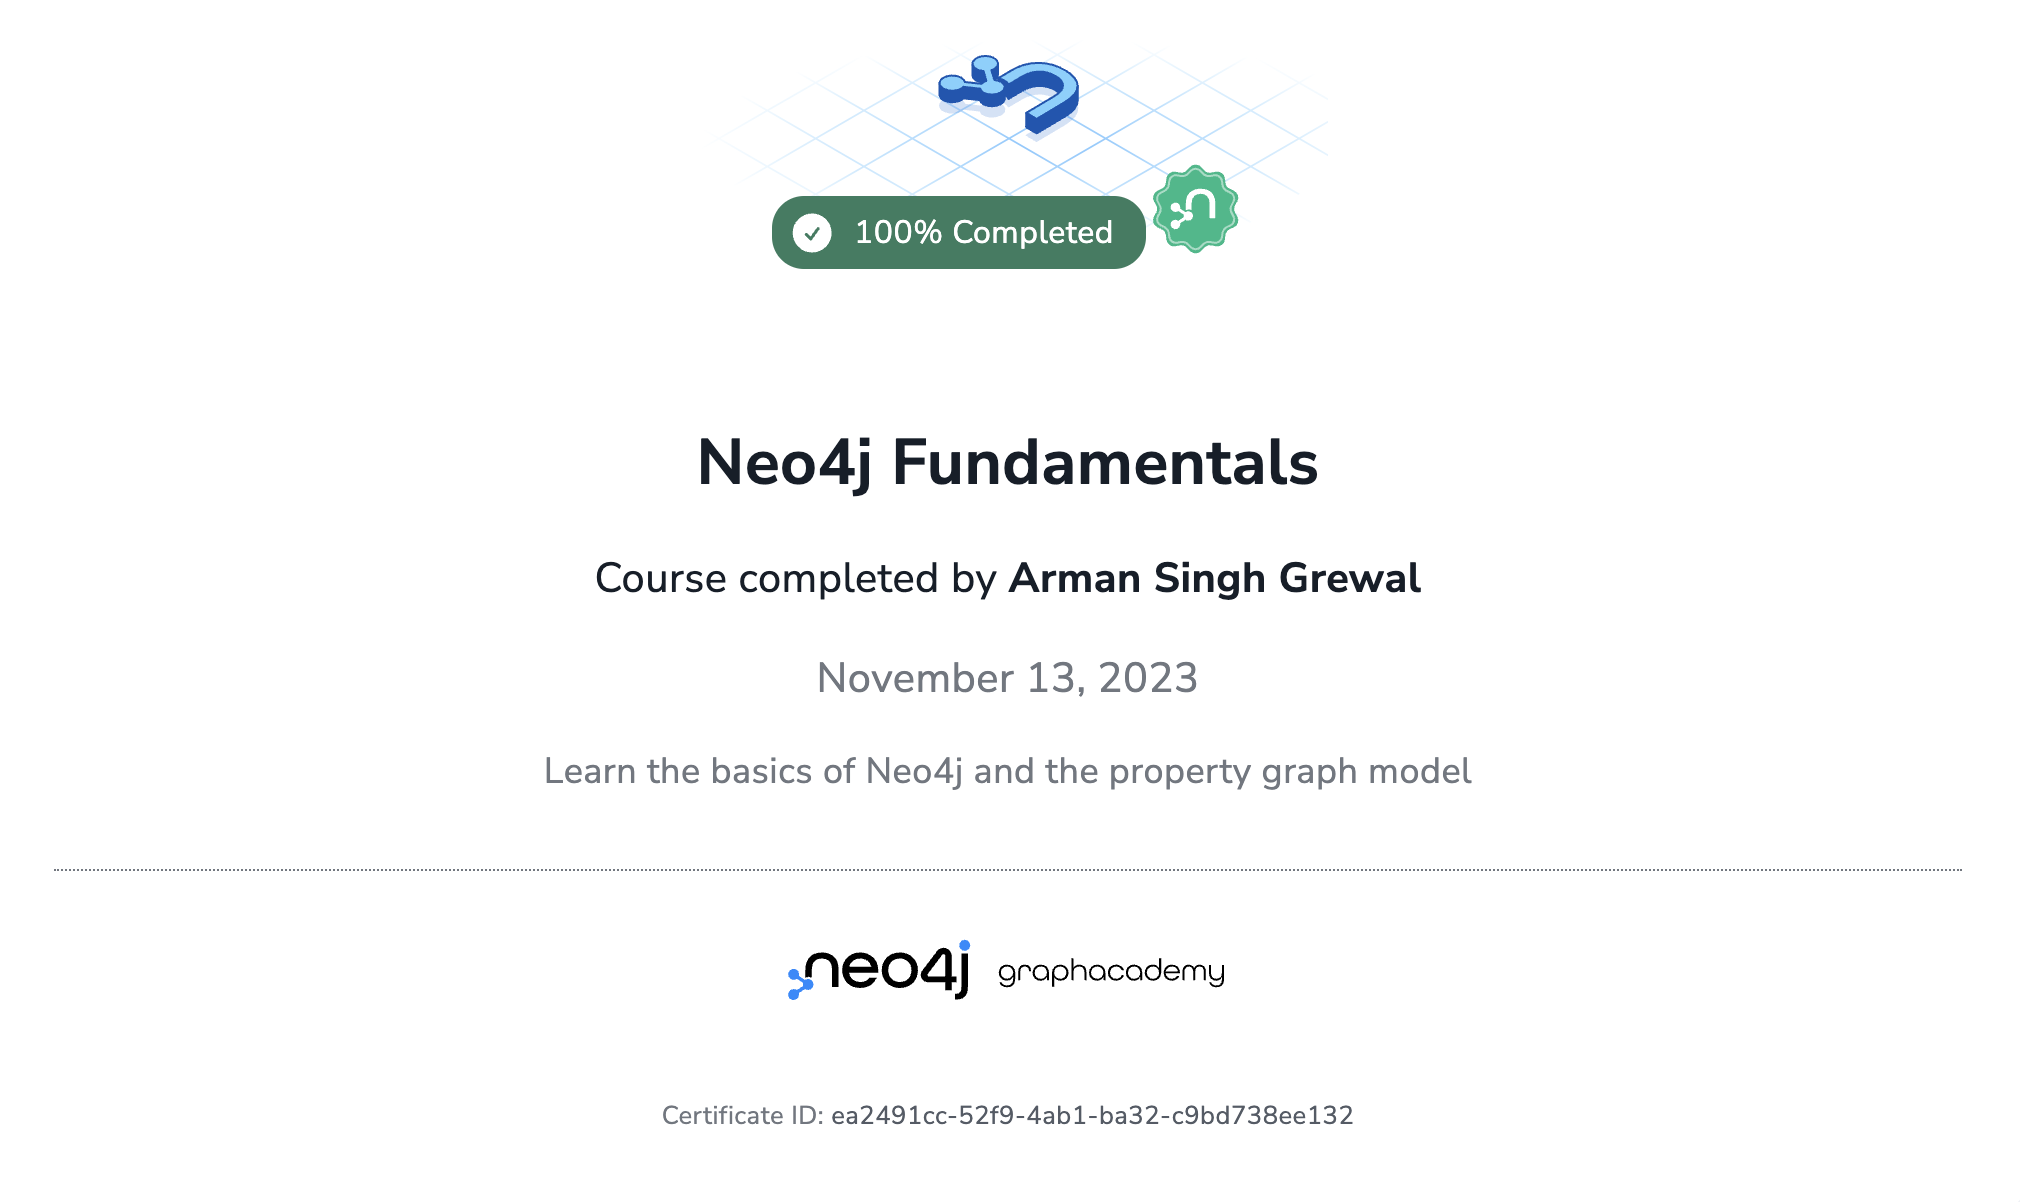 100% Completed
Neo4j Fundamentals
Course completed by Arman Singh Grewal
November 13, 2023
Learn the basics of Neo4j and the property graph model
neo4j graphacademy
Certificate ID: ea2491cc-52f9-4ab1-ba32-c9bd738ee132